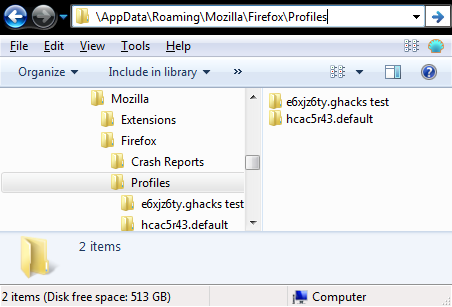 \AppData\Roaming\Mozilla\Firefox\Profiles
File Edit View Tools Help
Organize Include in library »
Mozilla
Extensions
Firefox
Crash Reports
Profiles
e6xjz6ty.ghacks test
hcac5r43.default
e6xjz6ty.ghacks test
hcac5r43.default
2 items
2 items (Disk free space: 513 GB) Computer